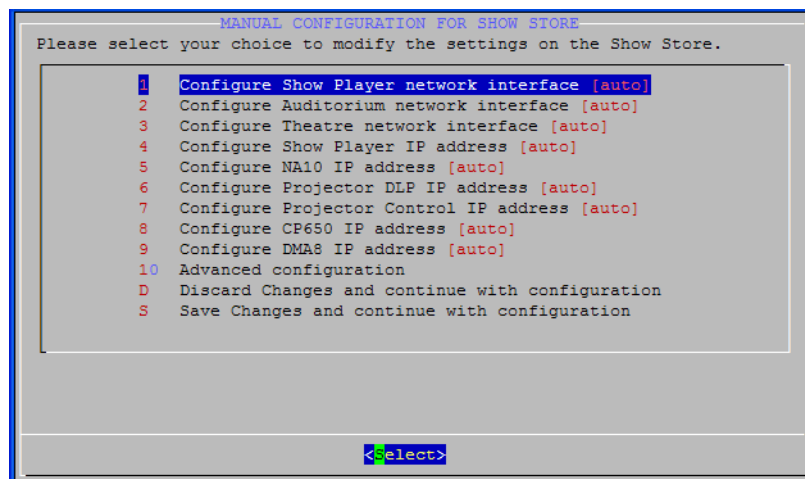 MANUAL CONFIGURATION FOR SHOW STORE
Please select your choice to modify the settings on the Show Store.
1 Configure Show Player network interface [auto]
2 Configure Auditorium network interface [auto]
3 Configure Theatre network interface [auto]
4 Configure Show Player IP address [auto]
5 Configure NA10 IP address [auto]
6 Configure Projector DLP IP address [auto]
7 Configure Projector Control IP address [auto]
8 Configure CP650 IP address [auto]
9 Configure DMA8 IP address [auto]
10 Advanced configuration
D Discard Changes and continue with configuration
S Save Changes and continue with configuration
<Select>